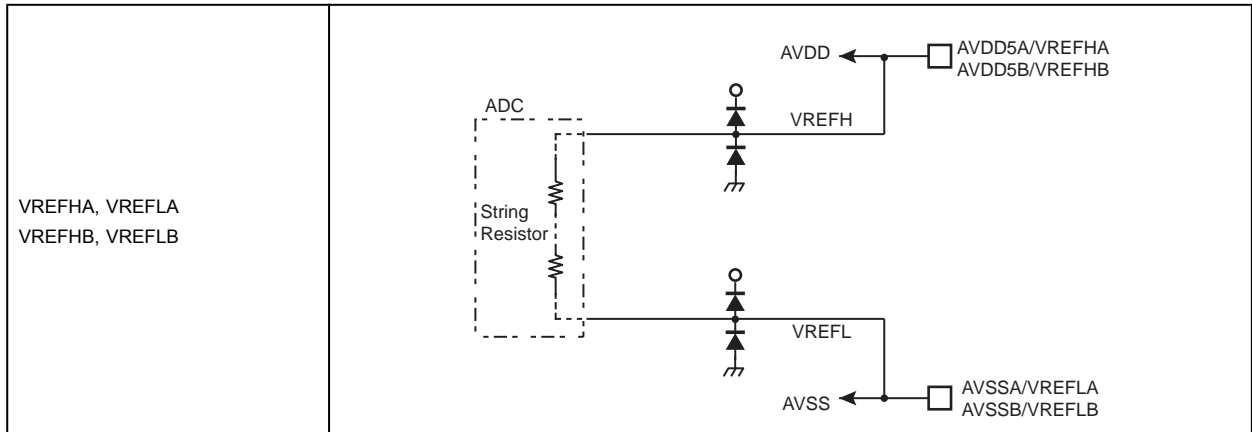 VREFHA, VREFLA
VREFHB, VREFLB
AVDD
AVDD5A/VREFHA
AVDD5B/VREFHB
ADC
VREFH
String
Resistor
VREFL
AVSS
AVSSA/VREFLA
AVSSB/VREFLB